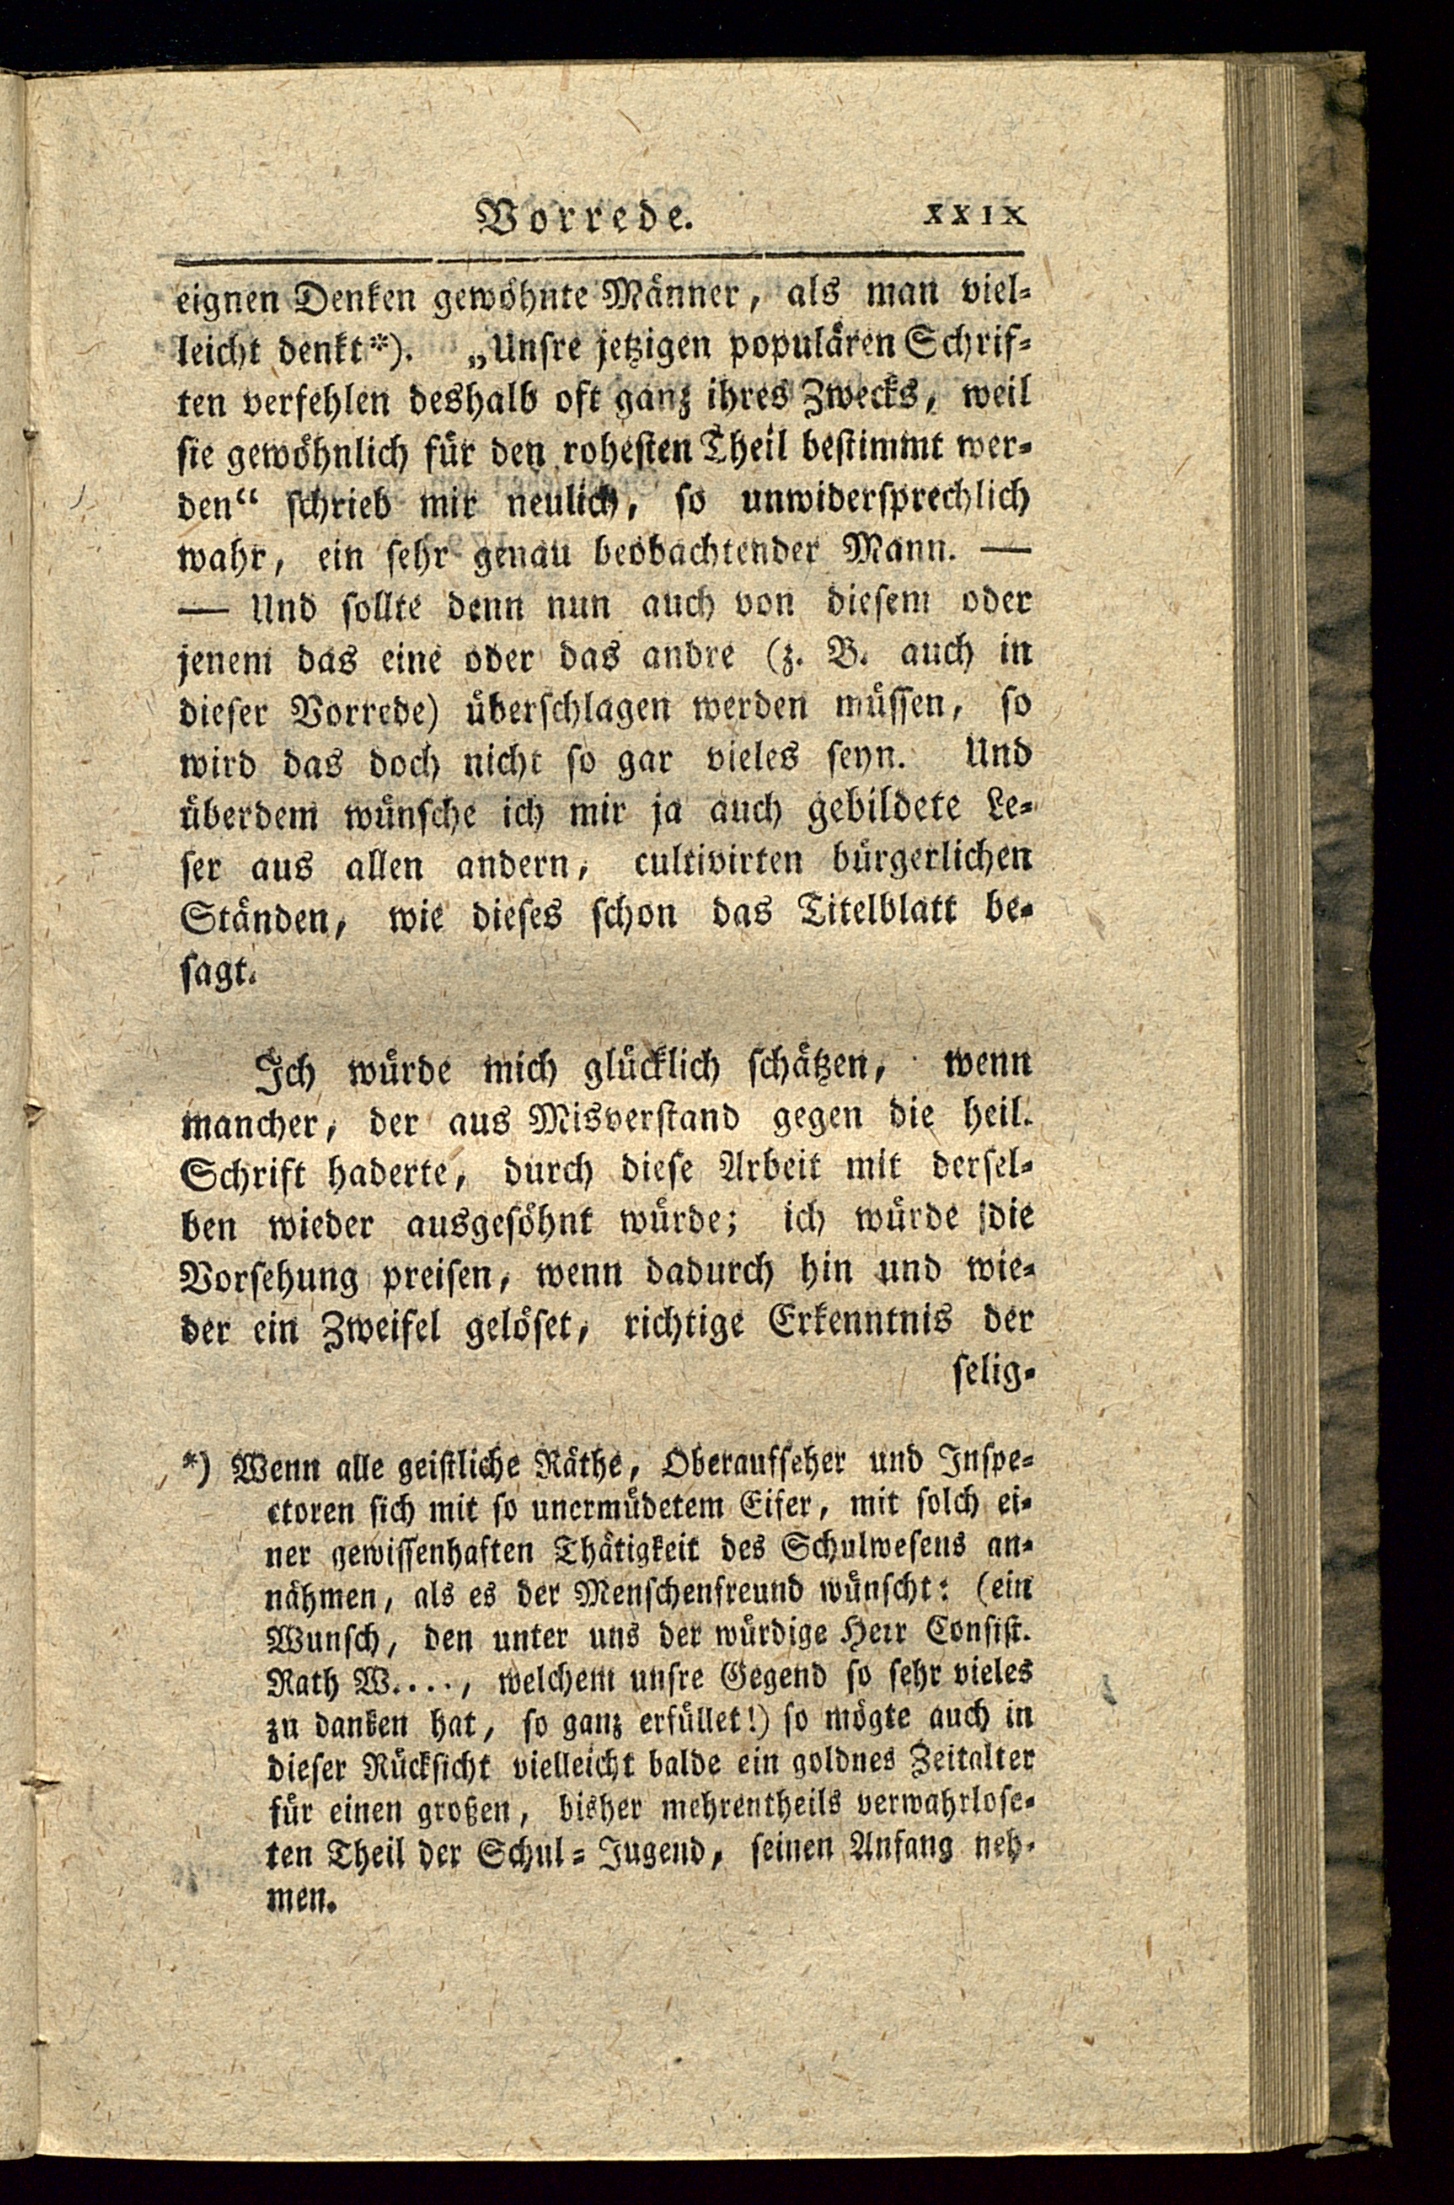 Vorrede. XXIX
eignen Denken gewöhnte Männer, als man viel-
leicht denkt*). „Unsre jetzigen populären Schrif-
ten verfehlen deshalb oft ganz ihres Zwecks, weil
sie gewöhnlich für den rohesten Theil bestimmt wer-
den“ schrieb mir neulich, so unwidersprechlich
wahr, ein sehr genau beobachtender Mann. —
— Und sollte denn nun auch von diesem oder
jenem das eine oder das andre (z. B. auch in
dieser Vorrede) überschlagen werden müssen, so
wird das doch nicht so gar vieles seyn. Und
überdem wünsche ich mir ja auch gebildete Le-
ser aus allen andern, cultivirten bürgerlichen
Ständen, wie dieses schon das Titelblatt be-
sagt.
Ich würde mich glücklich schätzen, wenn
mancher, der aus Misverstand gegen die heil.
Schrift haderte, durch diese Arbeit mit dersel-
ben wieder ausgesöhnt würde; ich würde die
Vorsehung preisen, wenn dadurch hin und wie-
der ein Zweifel gelöset, richtige Erkenntnis der
selig-
*) Wenn alle geistliche Räthe, Oberaufseher und Inspe-
ctoren sich mit so unermüdetem Eifer, mit solch ei-
ner gewissenhaften Thätigkeit des Schulwesens an-
nähmen, als es der Menschenfreund wünscht: (ein
Wunsch, den unter uns der würdige Herr Consist.
Rath W...., welchem unsre Gegend so sehr vieles
zu danken hat, so ganz erfüllet!) so mögte auch in
dieser Rücksicht vielleicht balde ein goldnes Zeitalter
für einen großen, bisher mehrentheils verwahrlose-
ten Theil der Schul-Jugend, seinen Anfang neh-
men.